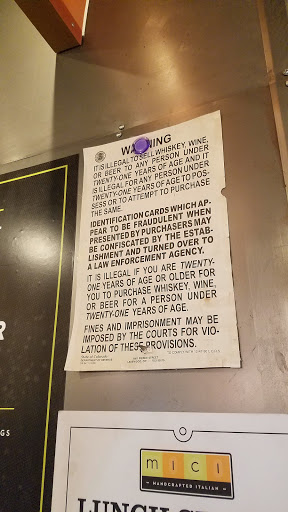 WARNING
IT IS ILLEGAL TO SELL WHISKEY, WINE,
OR BEER TO ANY PERSON UNDER
TWENTY-ONE YEARS OF AGE AND IT
IS ILLEGAL FOR ANY PERSON UNDER
TWENTY-ONE YEARS OF AGE TO POS-
SESS OR TO ATTEMPT TO PURCHASE
THE SAME.
IDENTIFICATION CARDS WHICH AP-
PEAR TO BE FRAUDULENT WHEN
PRESENTED BY PURCHASERS MAY
BE CONFISCATED BY THE ESTAB-
LISHMENT AND TURNED OVER TO
A LAW ENFORCEMENT AGENCY.
IT IS ILLEGAL IF YOU ARE TWENTY-
ONE YEARS OF AGE OR OLDER FOR
YOU TO PURCHASE WHISKEY, WINE,
OR BEER FOR A PERSON UNDER
TWENTY-ONE YEARS OF AGE.
FINES AND IMPRISONMENT MAY BE
IMPOSED BY THE COURTS FOR VIO-
LATION OF THESE PROVISIONS.
R
GS
mici
HANDCRAFTED ITALIAN
LUNCH